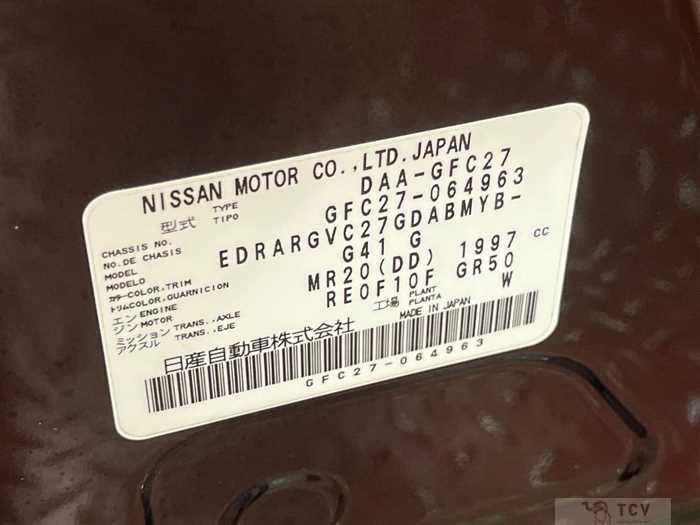 NISSAN MOTOR CO.,LTD. JAPAN
型式 TYPE TIPO DAA-GFC27
CHASSIS NO. NO.DE CHASIS GFC27-064963
MODEL MODELO EDRARGVC27GDABMYB-
カラー COLOR,TRIM トリム COLOR,GUARNICION G41 G
エンジン ENGINE MOTOR MR20(DD) 1997 CC
ミッション TRANS.,AXLE アクスル TRANS.,EJE RE0F10F GR50
工場 PLANT PLANTA W
日産自動車株式会社 MADE IN JAPAN
GFC27-064963
TCV